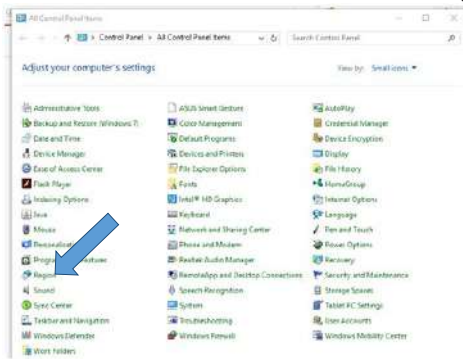 All Control Panel Items
Control Panel > All Control Panel Items Search Control Panel
Adjust your computer's settings View by: Small icons
Administrative Tools ASUS Smart Gesture AutoPlay
Backup and Restore (Windows 7) Color Management Credential Manager
Date and Time Default Programs Device Encryption
Device Manager Devices and Printers Display
Ease of Access Center File Explorer Options File History
Flash Player Fonts HomeGroup
Indexing Options Intel® HD Graphics Internet Options
Java Keyboard Language
Mouse Network and Sharing Center Pen and Touch
Personalization Phone and Modem Power Options
Programs Features Realtek Audio Manager Recovery
Region RemoteApp and Desktop Connections Security and Maintenance
Sound Speech Recognition Storage Spaces
Sync Center System Tablet PC Settings
Taskbar and Navigation Troubleshooting User Accounts
Windows Defender Windows Firewall Windows Mobility Center
Work Folders